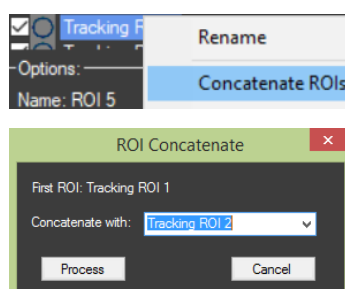 Tracking
Rename
Options:
Concatenate ROIs
Name: ROI 5
ROI Concatenate
First ROI: Tracking ROI 1
Concatenate with: Tracking ROI 2
Process Cancel